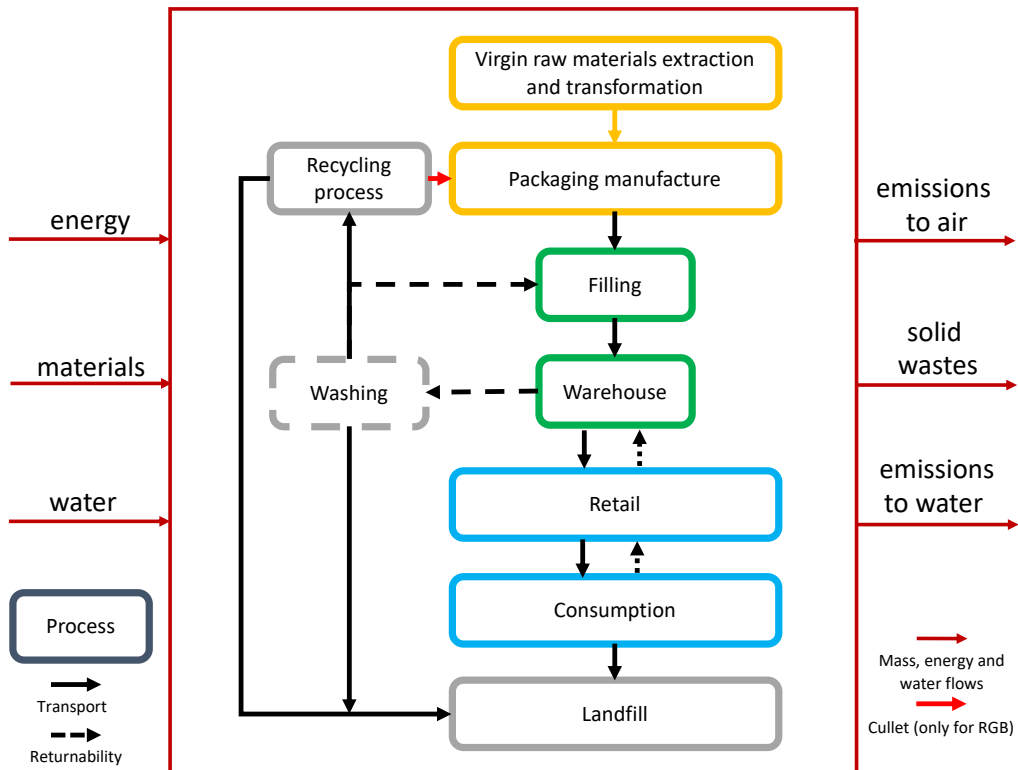 Virgin raw materials extraction
and transformation
Recycling
process
Packaging manufacture
energy
emissions
to air
Filling
materials
solid
wastes
Washing
Warehouse
water
emissions
to water
Retail
Process
Consumption
Transport
Returnability
Landfill
Mass, energy and
water flows
Cullet (only for RGB)